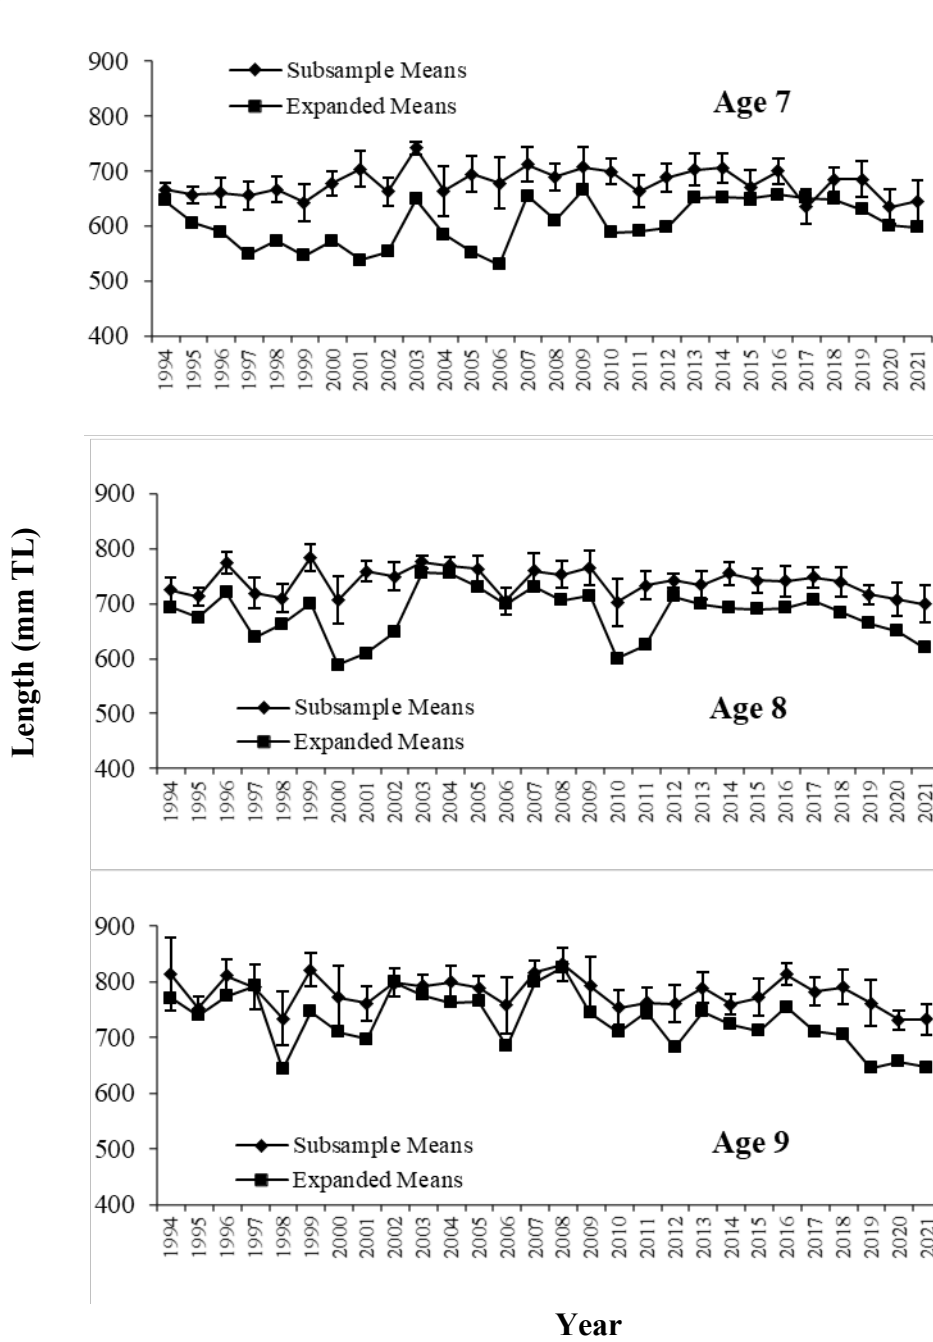 900
Subsample Means
Age 7
800
Expanded Means
700
600
500
400
1994 1995 1996 1997 1998 1999 2000 2001 2002 2003 2004 2005 2006 2007 2008 2009 2010 2011 2012 2013 2014 2015 2016 2017 2018 2019 2020 2021
Length (mm TL)
900
800
700
600
500
Subsample Means
Age 8
Expanded Means
400
1994 1995 1996 1997 1998 1999 2000 2001 2002 2003 2004 2005 2006 2007 2008 2009 2010 2011 2012 2013 2014 2015 2016 2017 2018 2019 2020 2021
900
800
700
600
500
Subsample Means
Age 9
Expanded Means
400
1994 1995 1996 1997 1998 1999 2000 2001 2002 2003 2004 2005 2006 2007 2008 2009 2010 2011 2012 2013 2014 2015 2016 2017 2018 2019 2020 2021
Year